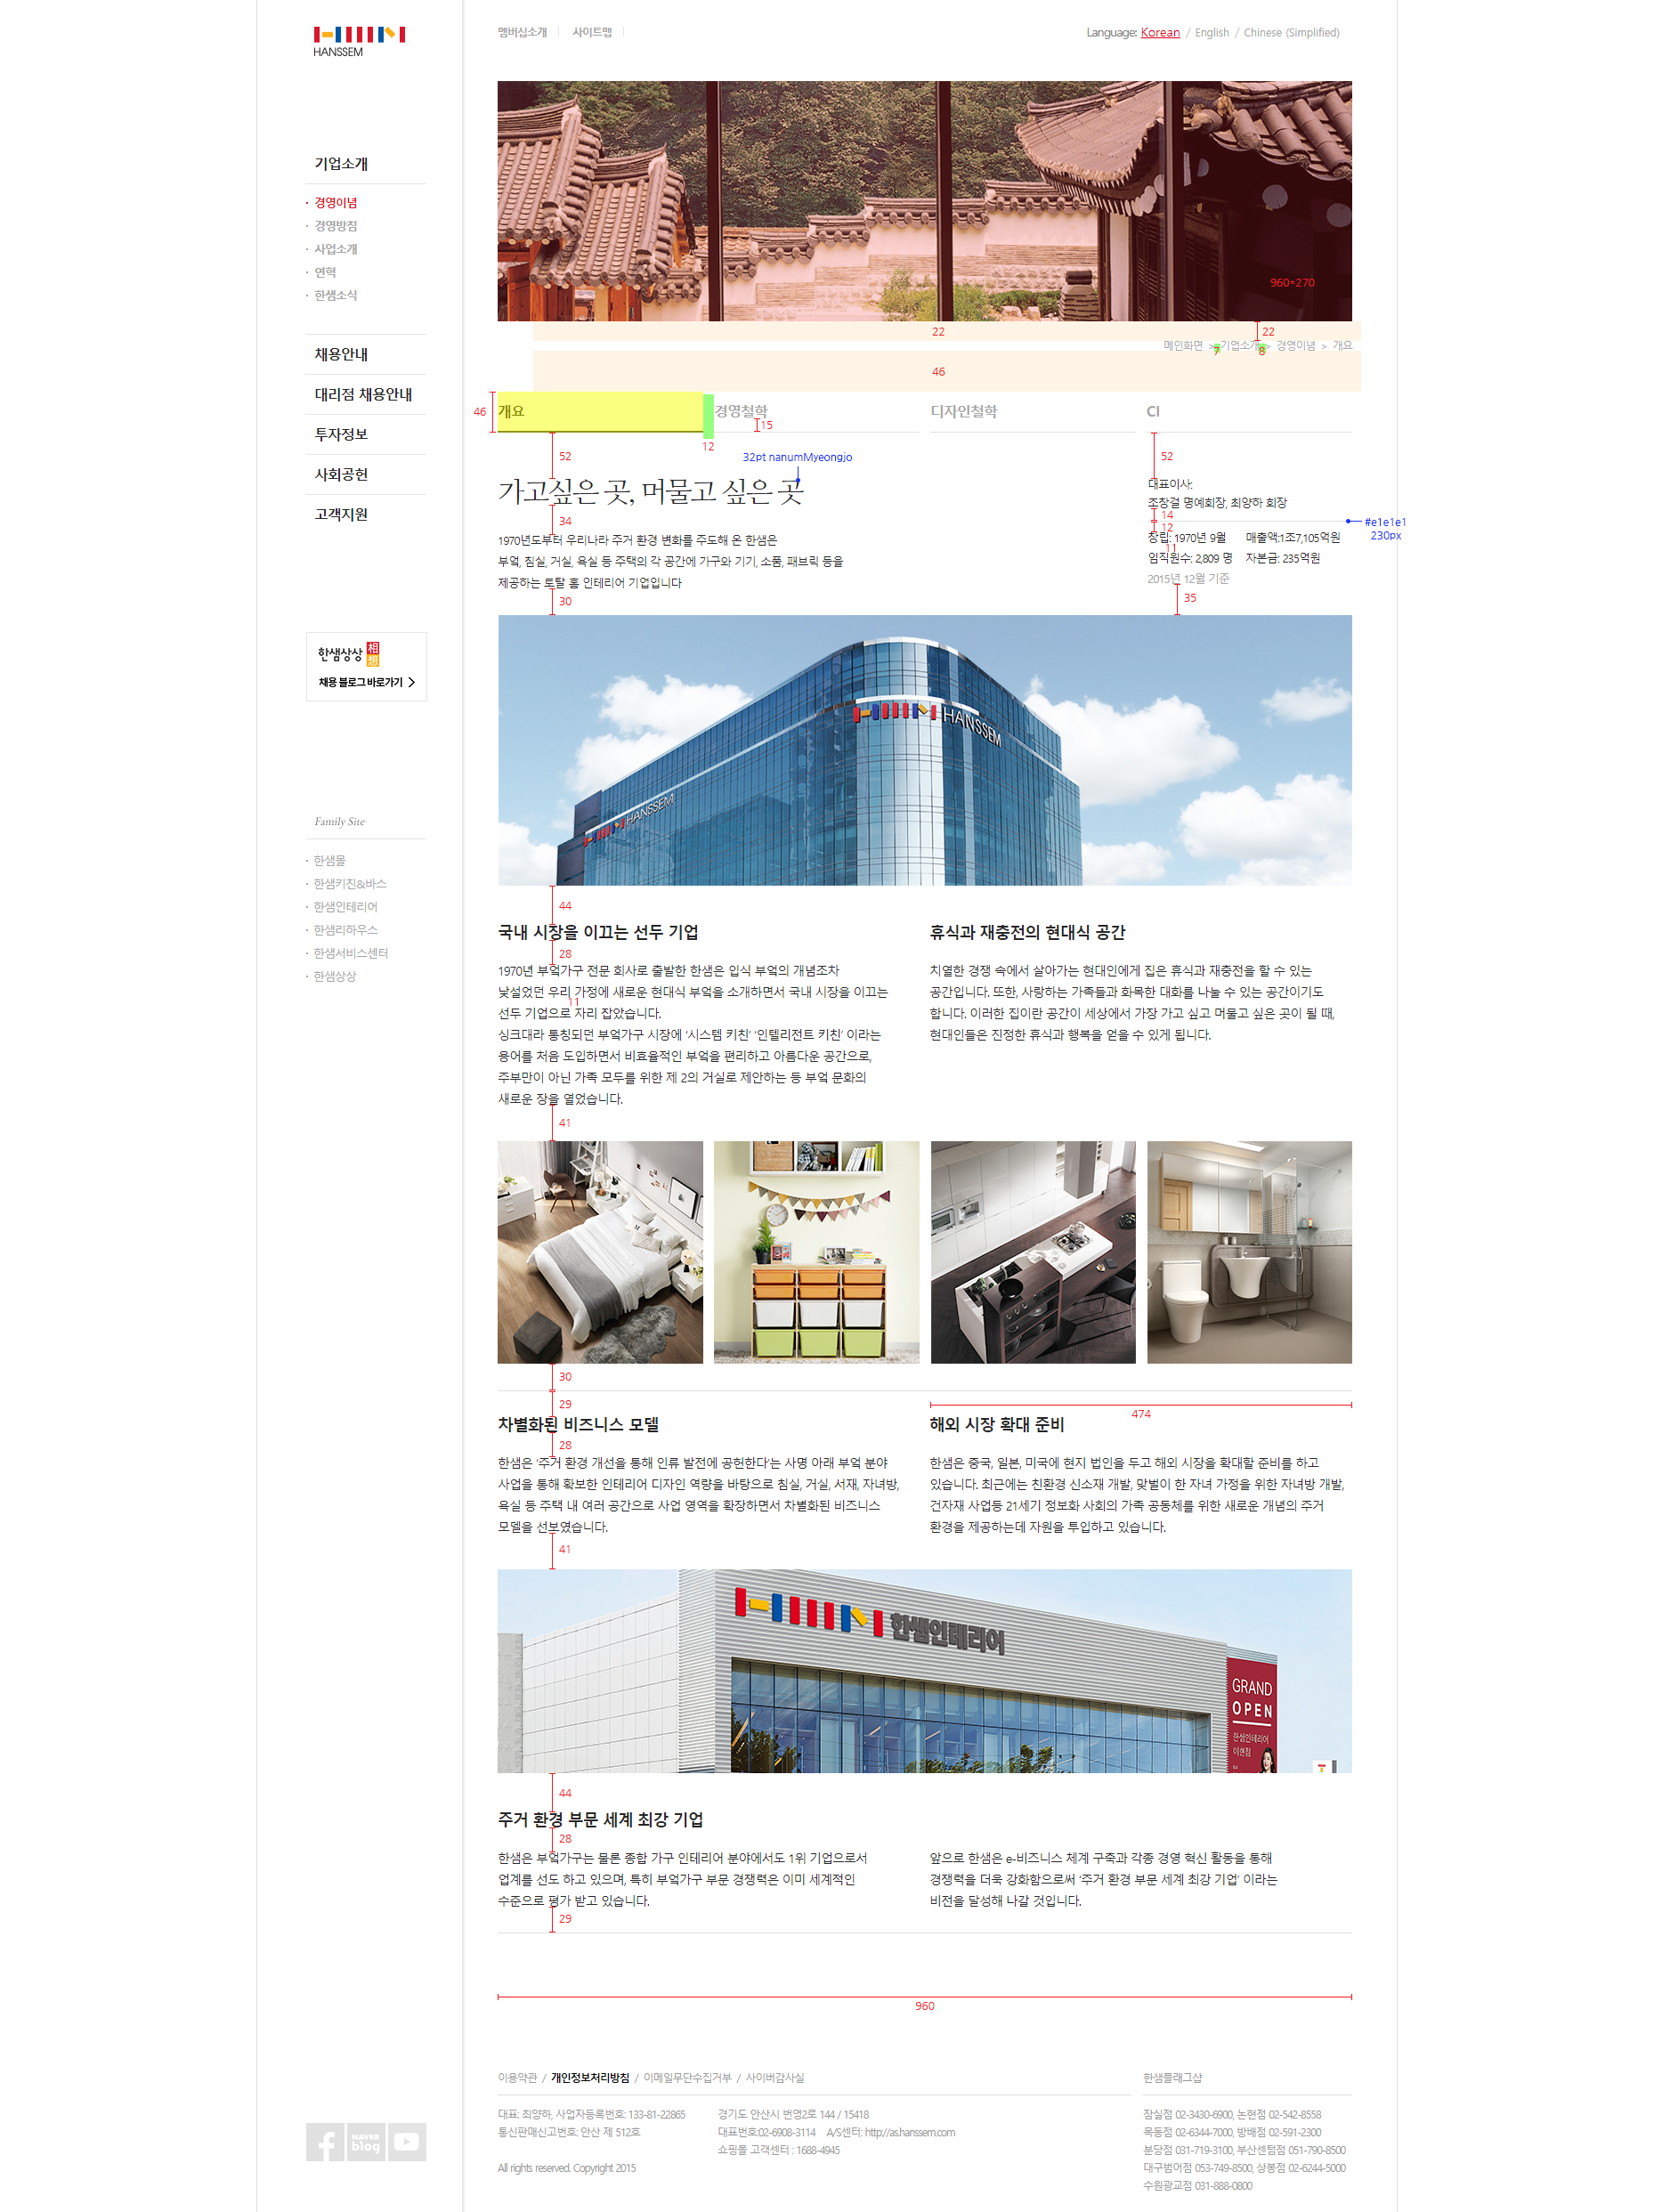 HANSSEM
멤버십소개
사이트맵
Language: Korean / English / Chinese (Simplified)
기업소개
경영이념
경영방침
사업소개
연혁
한샘소식
채용안내
대리점 채용안내
투자정보
사회공헌
고객지원
한샘상상 相想
채용 블로그 바로가기 >
Family Site
한샘몰
한샘키친&바스
한샘인테리어
한샘리하우스
한샘서비스센터
한샘상상
960*270
22
22
메인화면 > 기업소개 > 경영이념 > 개요
7
8
46
46
개요
경영철학
디자인철학
CI
15
12
52
32pt nanumMyeongjo
52
가고싶은 곳, 머물고 싶은 곳
34
1970년도부터 우리나라 주거 환경 변화를 주도해 온 한샘은
부엌, 침실, 거실, 욕실 등 주택의 각 공간에 가구와 기기, 소품, 패브릭 등을
제공하는 토탈 홈 인테리어 기업입니다
30
대표이사:
조창걸 명예회장, 최양하 회장
14
#e1e1e1
230px
12
창립: 1970년 9월 매출액:1조7,105억원
11
임직원수: 2,809 명 자본금: 235억원
2015년 12월 기준
35
HANSSEM
HANSSEM
44
국내 시장을 이끄는 선두 기업
28
1970년 부엌가구 전문 회사로 출발한 한샘은 입식 부엌의 개념조차
낯설었던 우리 가정에 새로운 현대식 부엌을 소개하면서 국내 시장을 이끄는
11
선두 기업으로 자리 잡았습니다.
싱크대라 통칭되던 부엌가구 시장에 '시스템 키친' '인텔리전트 키친' 이라는
용어를 처음 도입하면서 비효율적인 부엌을 편리하고 아름다운 공간으로,
주부만이 아닌 가족 모두를 위한 제 2의 거실로 제안하는 등 부엌 문화의
새로운 장을 열었습니다.
휴식과 재충전의 현대식 공간
치열한 경쟁 속에서 살아가는 현대인에게 집은 휴식과 재충전을 할 수 있는
공간입니다. 또한, 사랑하는 가족들과 화목한 대화를 나눌 수 있는 공간이기도
합니다. 이러한 집이란 공간이 세상에서 가장 가고 싶고 머물고 싶은 곳이 될 때,
현대인들은 진정한 휴식과 행복을 얻을 수 있게 됩니다.
41
30
29
차별화된 비즈니스 모델
28
한샘은 '주거 환경 개선을 통해 인류 발전에 공헌한다'는 사명 아래 부엌 분야
사업을 통해 확보한 인테리어 디자인 역량을 바탕으로 침실, 거실, 서재, 자녀방,
욕실 등 주택 내 여러 공간으로 사업 영역을 확장하면서 차별화된 비즈니스
모델을 선보였습니다.
474
해외 시장 확대 준비
한샘은 중국, 일본, 미국에 현지 법인을 두고 해외 시장을 확대할 준비를 하고
있습니다. 최근에는 친환경 신소재 개발, 맞벌이 한 자녀 가정을 위한 자녀방 개발,
건자재 사업등 21세기 정보화 사회의 가족 공동체를 위한 새로운 개념의 주거
환경을 제공하는데 자원을 투입하고 있습니다.
41
한샘인테리어
GRAND
OPEN
한샘인테리어
이현점
44
주거 환경 부문 세계 최강 기업
28
한샘은 부엌가구는 물론 종합 가구 인테리어 분야에서도 1위 기업으로서
업계를 선도 하고 있으며, 특히 부엌가구 부문 경쟁력은 이미 세계적인
수준으로 평가 받고 있습니다.
앞으로 한샘은 e-비즈니스 체계 구축과 각종 경영 혁신 활동을 통해
경쟁력을 더욱 강화함으로써 '주거 환경 부문 세계 최강 기업' 이라는
비전을 달성해 나갈 것입니다.
29
960
이용약관 / 개인정보처리방침 / 이메일무단수집거부 / 사이버감사실
대표: 최양하, 사업자등록번호: 133-81-22865
통신판매신고번호: 안산 제 512호
All rights reserved. Copyright 2015
경기도 안산시 번영2로 144 / 15418
대표번호:02-6908-3114 A/S센터: http://as.hanssem.com
쇼핑몰 고객센터 : 1688-4945
한샘플래그샵
잠실점 02-3430-6900, 논현점 02-542-8558
목동점 02-6344-7000, 방배점 02-591-2300
분당점 031-719-3100, 부산센텀점 051-790-8500
대구범어점 053-749-8500, 상봉점 02-6244-5000
수원광교점 031-888-0800
NAVER
blog